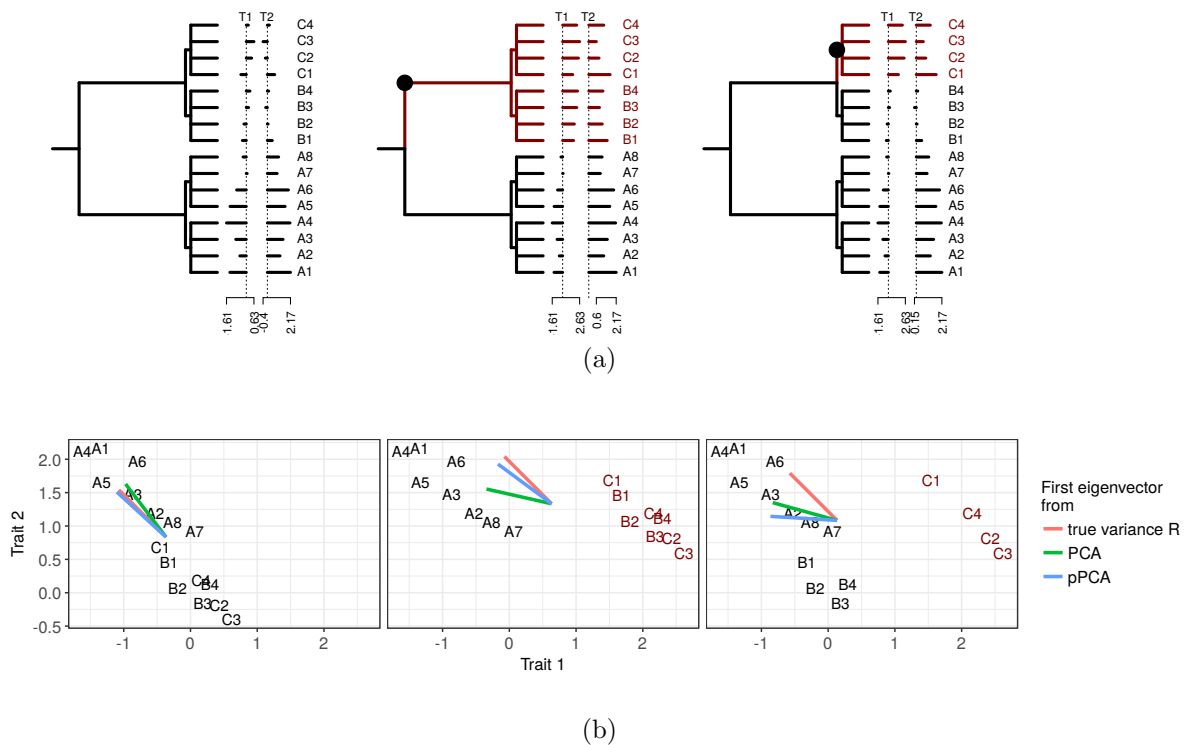 T1 T2
C4
C3
C2
C1
B4
B3
B2
B1
A8
A7
A6
A5
A4
A3
A2
A1
1.61 0.63 -0.4 2.17
T1 T2
C4
C3
C2
C1
B4
B3
B2
B1
A8
A7
A6
A5
A4
A3
A2
A1
1.61 2.63 0.6 2.17
T1 T2
C4
C3
C2
C1
B4
B3
B2
B1
A8
A7
A6
A5
A4
A3
A2
A1
1.61 2.63 0.15 2.17
(a)
Trait 2
2.0
1.5
1.0
0.5
0.0
-0.5
A4 A1
A6
A5
A3
A2
A8
A7
C1
B1
C4
B2 B4
B3 C2
C3
-1 0 1 2
A4 A1
A6
A5 C1
A3 B1
A2 C4
A8 B2 B4
A7 B3 C2
C3
-1 0 1 2
A4 A1
A6
A5 C1
A3
A2 C4
A8
A7 C2
C3
B1
B2 B4
B3
-1 0 1 2
Trait 1
First eigenvector
from
true variance R
PCA
pPCA
(b)